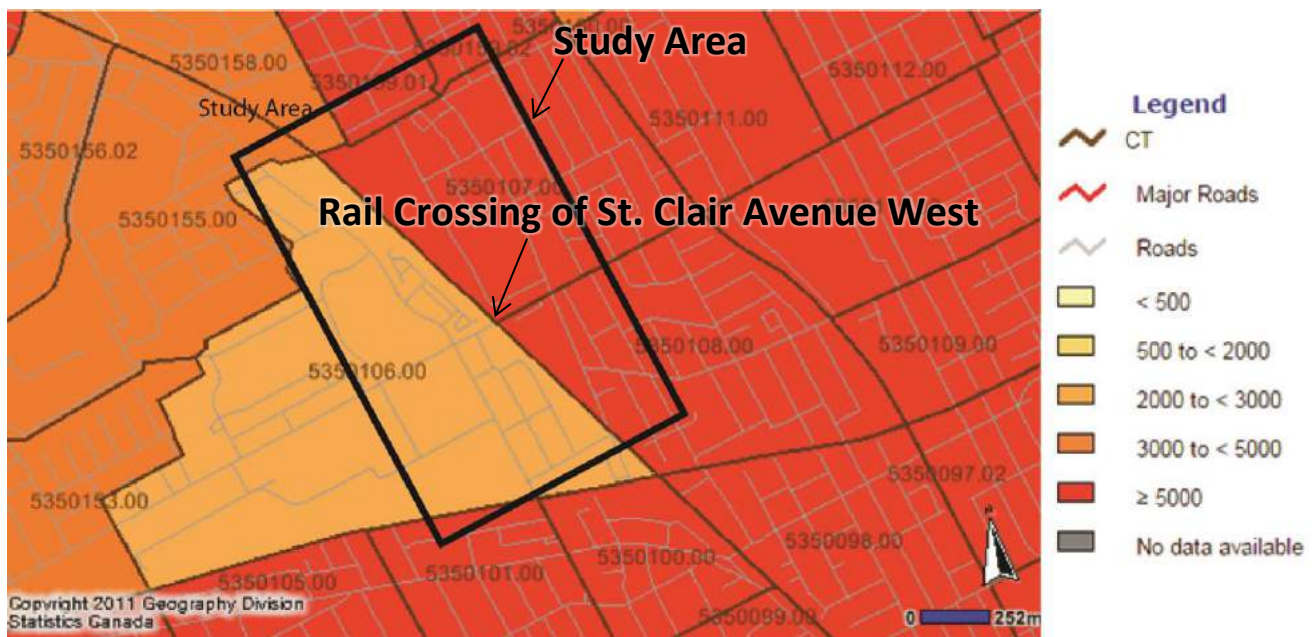 Study Area
5350112.00
5350158.00
Study Area
5350111.00
5350156.02
5350107.00
5350155.00
Rail Crossing of St. Clair Avenue West
5350108.00
5350109.00
5350106.00
5350097.02
5350153.00
5350098.00
5350100.00
5350101.00
5350105.00
5350099.00
Copyright 2011 Geography Division
Statistics Canada
0 252m
Legend
CT
Major Roads
Roads
< 500
500 to < 2000
2000 to < 3000
3000 to < 5000
≥ 5000
No data available